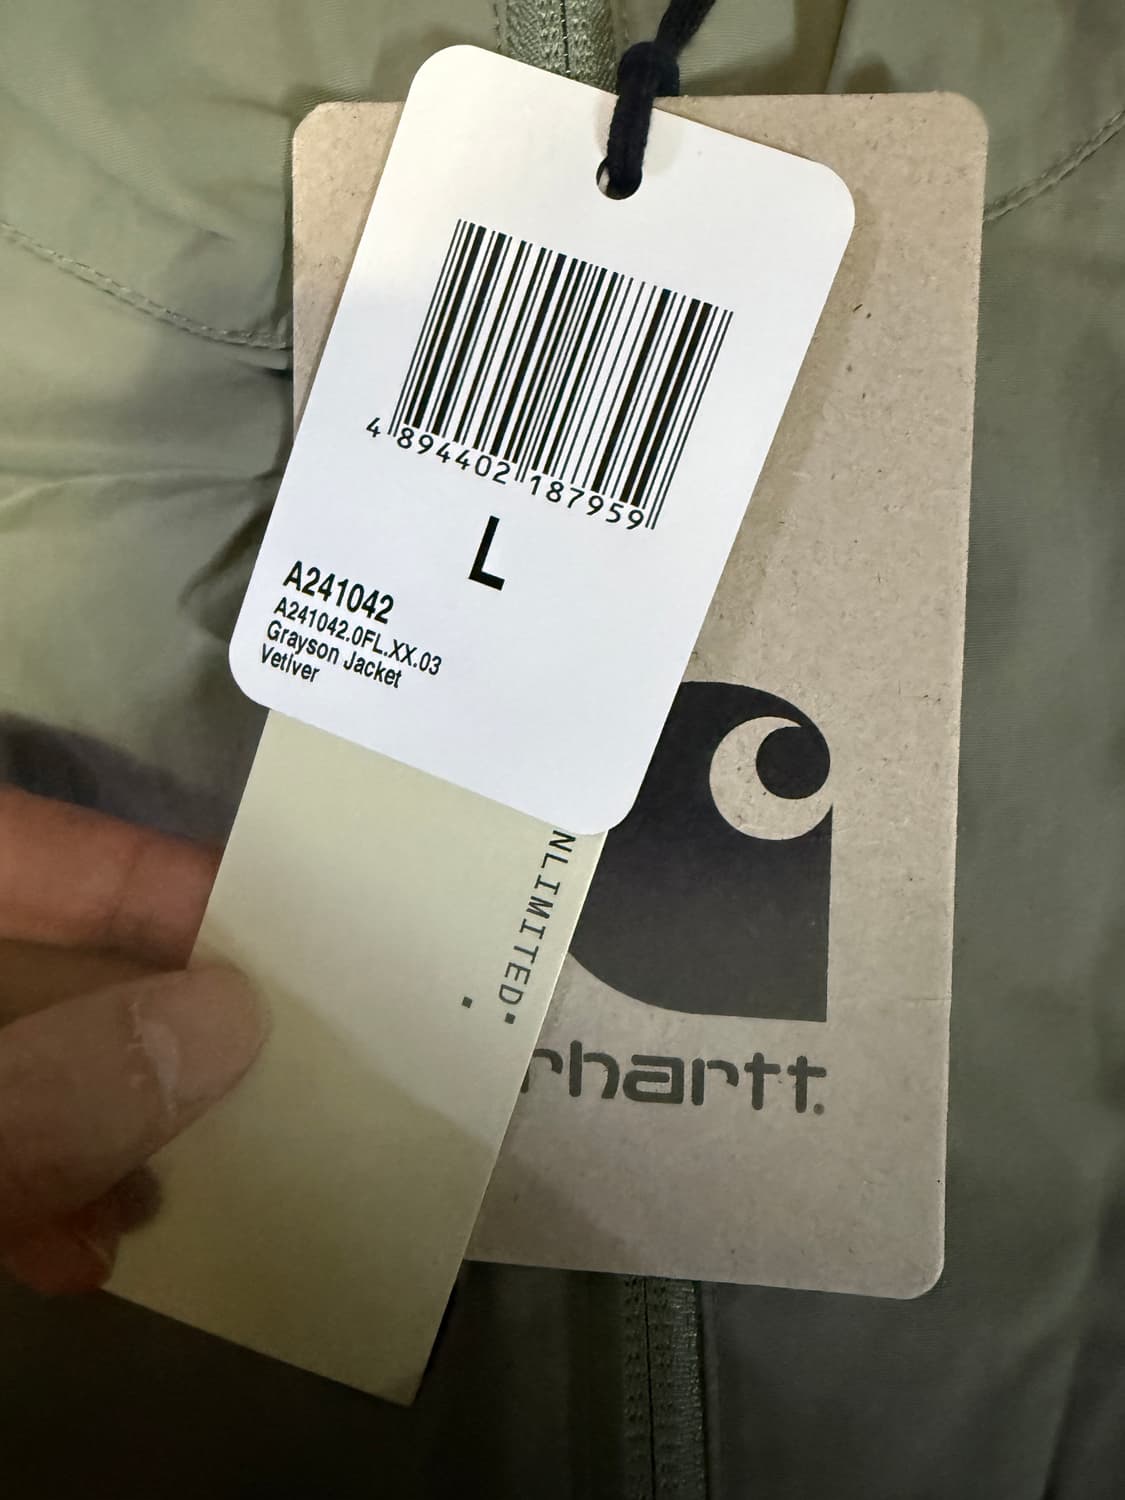 4 894402 187959
L
A241042
A241042.0FL.XX.03
Grayson Jacket
Vetiver
NLIMITED.
rhartt.